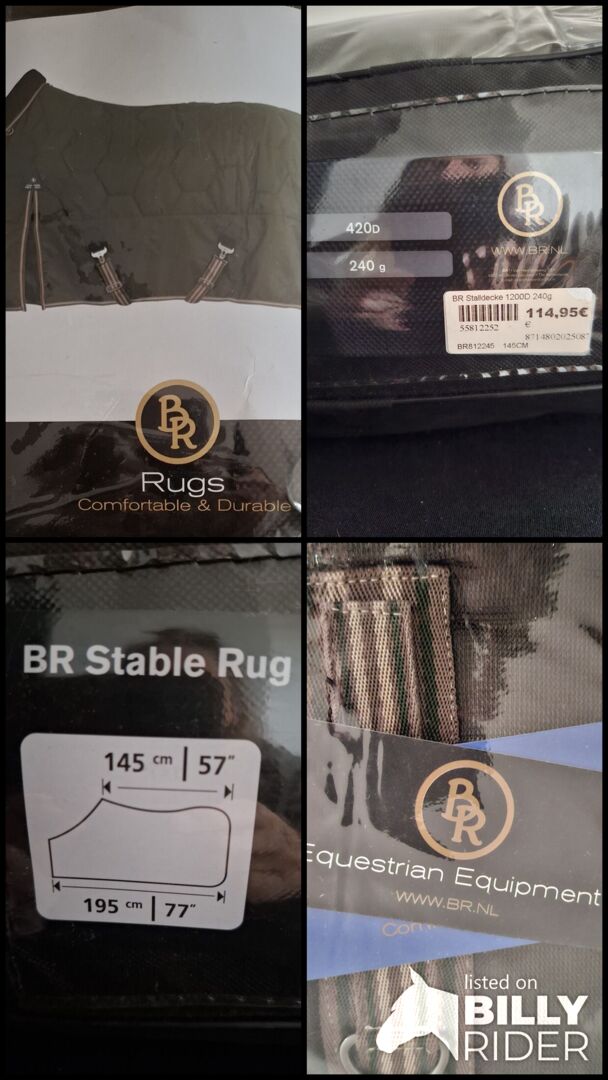 BR
Rugs
Comfortable & Durable
420D
240 g
BR
WWW.BR.NL
BR Stalldecke 1200D 240g
114,95€
55812252
€
8714802025087
BR812245 145CM
BR Stable Rug
145 cm | 57”
195 cm | 77”
BR
Equestrian Equipment
WWW.BR.NL
listed on
BILLY
RIDER